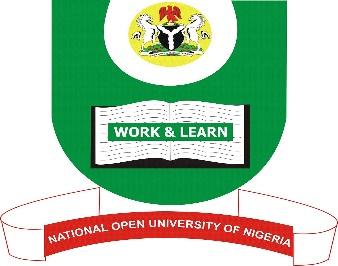 WORK & LEARN
NATIONAL OPEN UNIVERSITY OF NIGERIA